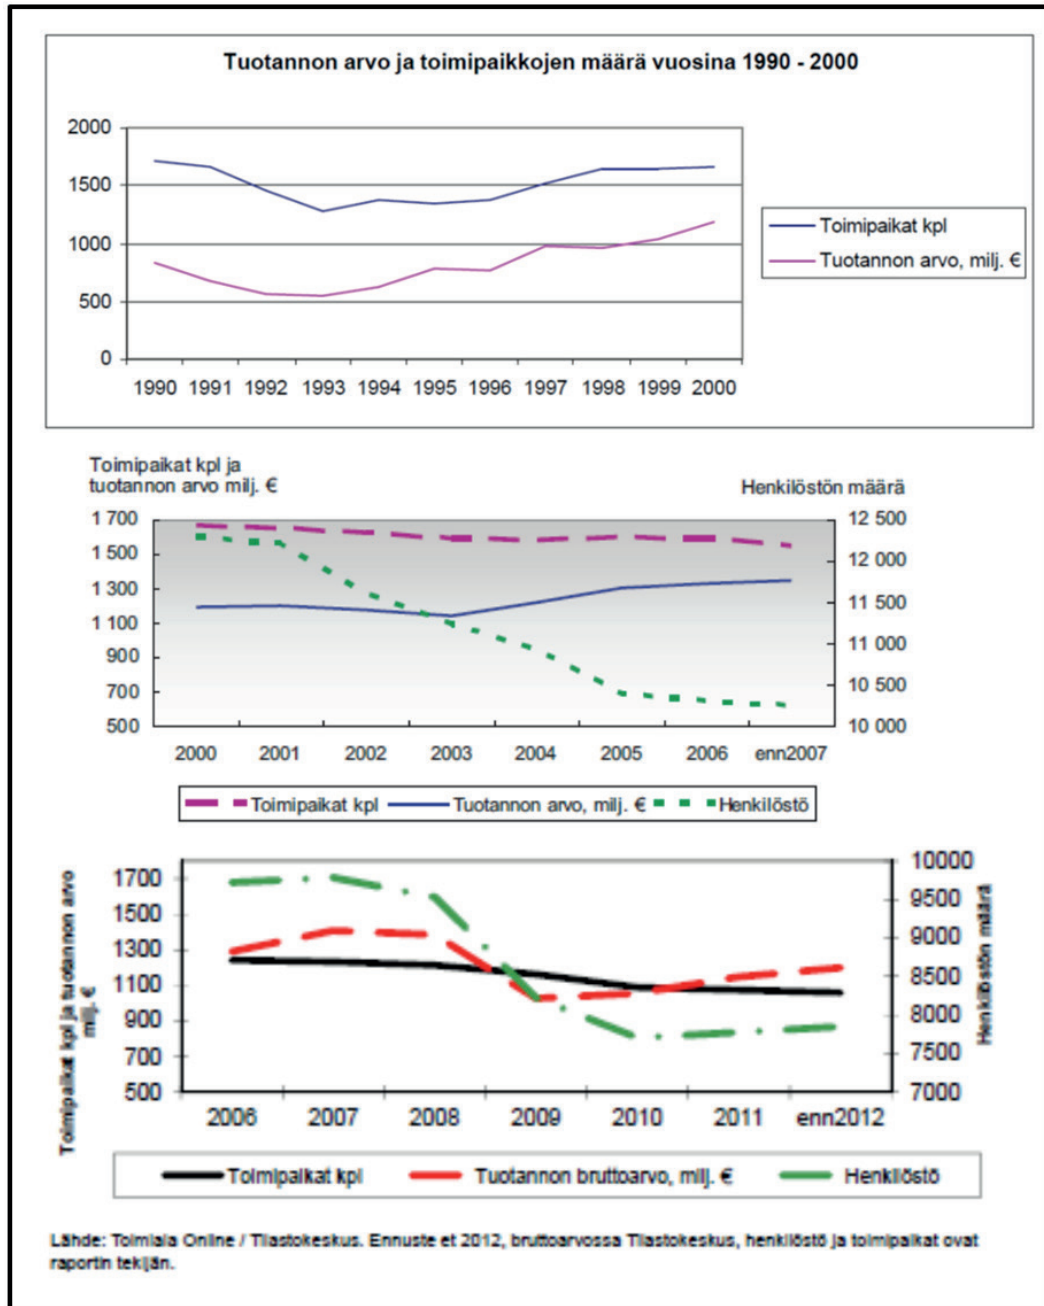 Tuotannon arvo ja toimipaikkojen määrä vuosina 1990 - 2000
2000
1500
1000
500
0
1990 1991 1992 1993 1994 1995 1996 1997 1998 1999 2000
Toimipaikat kpl
Tuotannon arvo, milj. €
Toimipaikat kpl ja
tuotannon arvo milj. €
Henkilöstön määrä
1 700
1 500
1 300
1 100
900
700
500
12 500
12 000
11 500
11 000
10 500
10 000
2000 2001 2002 2003 2004 2005 2006 enn2007
Toimipaikat kpl Tuotannon arvo, milj. € Henkilöstö
Toimipaikat kpl ja tuotannon arvo
milj. €
1700
1500
1300
1100
900
700
500
10000
9500
9000
8500
8000
7500
7000
Henkilöstön määrä
2006 2007 2008 2009 2010 2011 enn2012
Toimipaikat kpl Tuotannon bruttoarvo, milj. € Henkilöstö
Lähde: Toimiala Online / Tilastokeskus. Ennuste et 2012, bruttoarvossa Tilastokeskus, henkilöstö ja toimipaikat ovat
raportin tekijän.